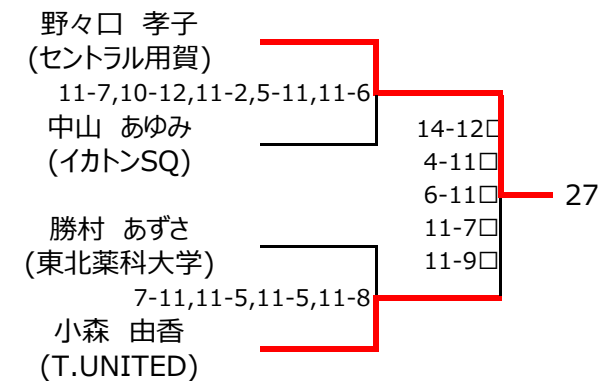 野々口 孝子
(セントラル用賀)
11-7,10-12,11-2,5-11,11-6
中山 あゆみ
(イカトンSQ)
14-12□
4-11□
6-11□
11-7□
11-9□
27
勝村 あずさ
(東北薬科大学)
7-11,11-5,11-5,11-8
小森 由香
(T.UNITED)